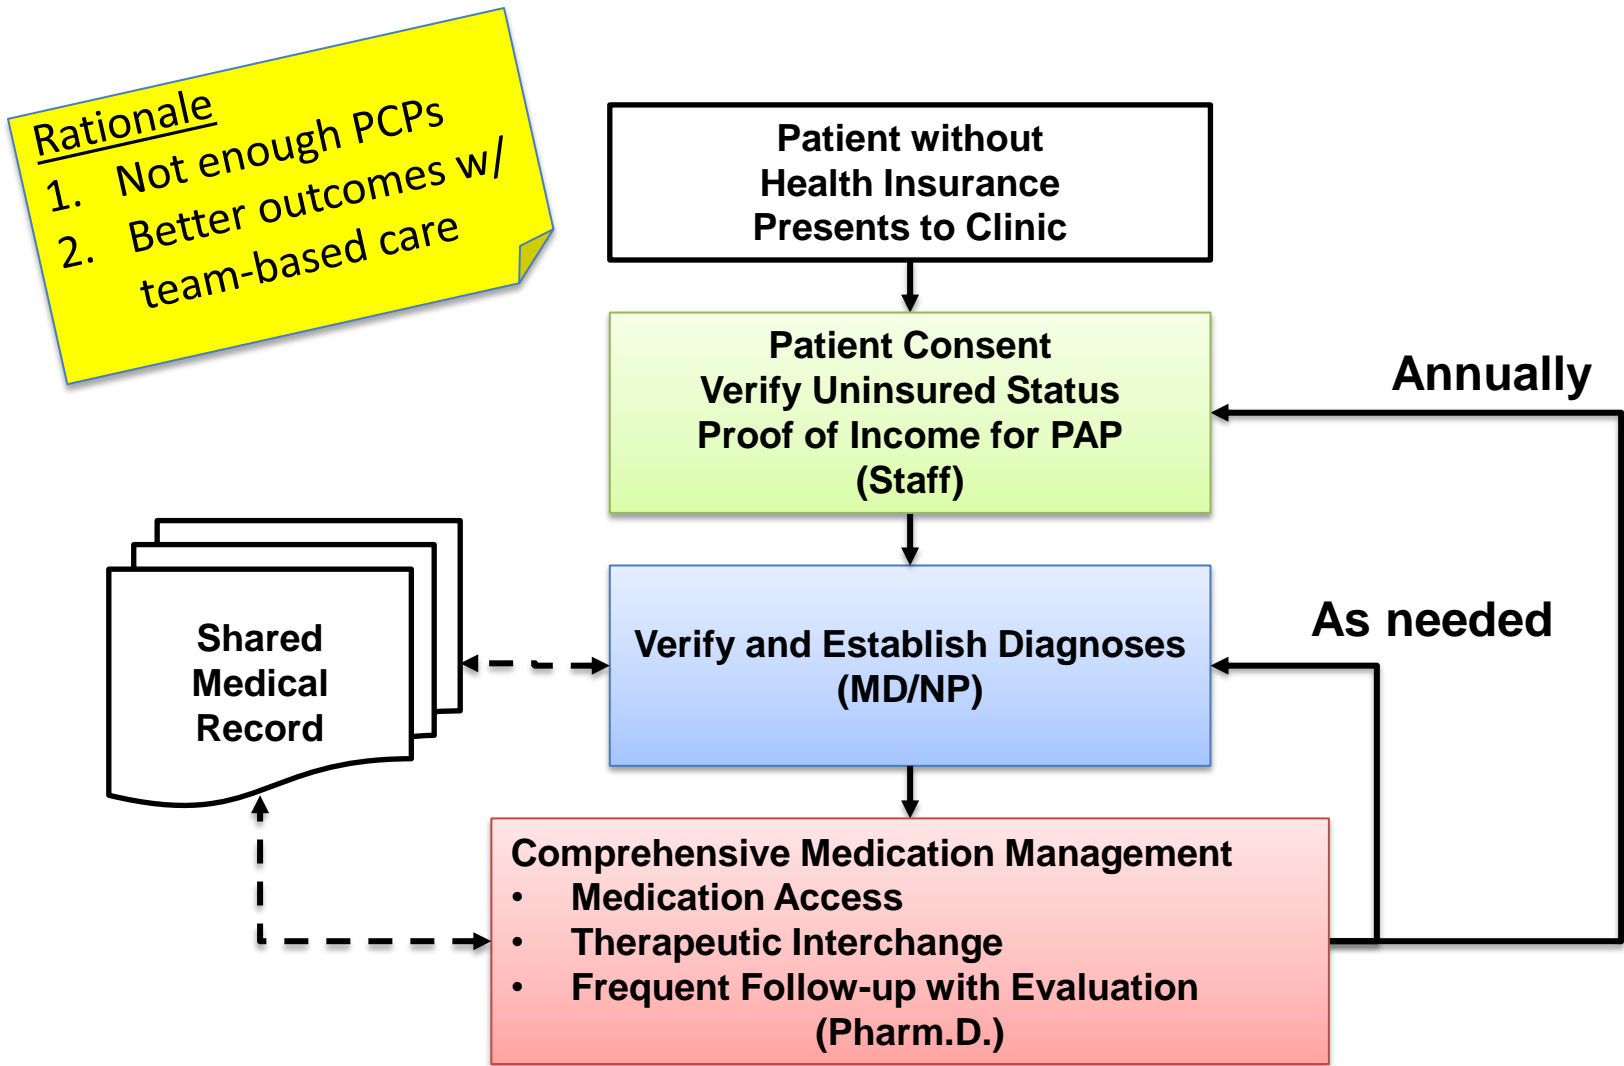 Rationale
1. Not enough PCPs
2. Better outcomes w/
team-based care
Patient without
Health Insurance
Presents to Clinic
Patient Consent
Verify Uninsured Status
Proof of Income for PAP
(Staff)
Annually
Shared
Medical
Record
Verify and Establish Diagnoses
(MD/NP)
As needed
Comprehensive Medication Management
• Medication Access
• Therapeutic Interchange
• Frequent Follow-up with Evaluation
(Pharm.D.)